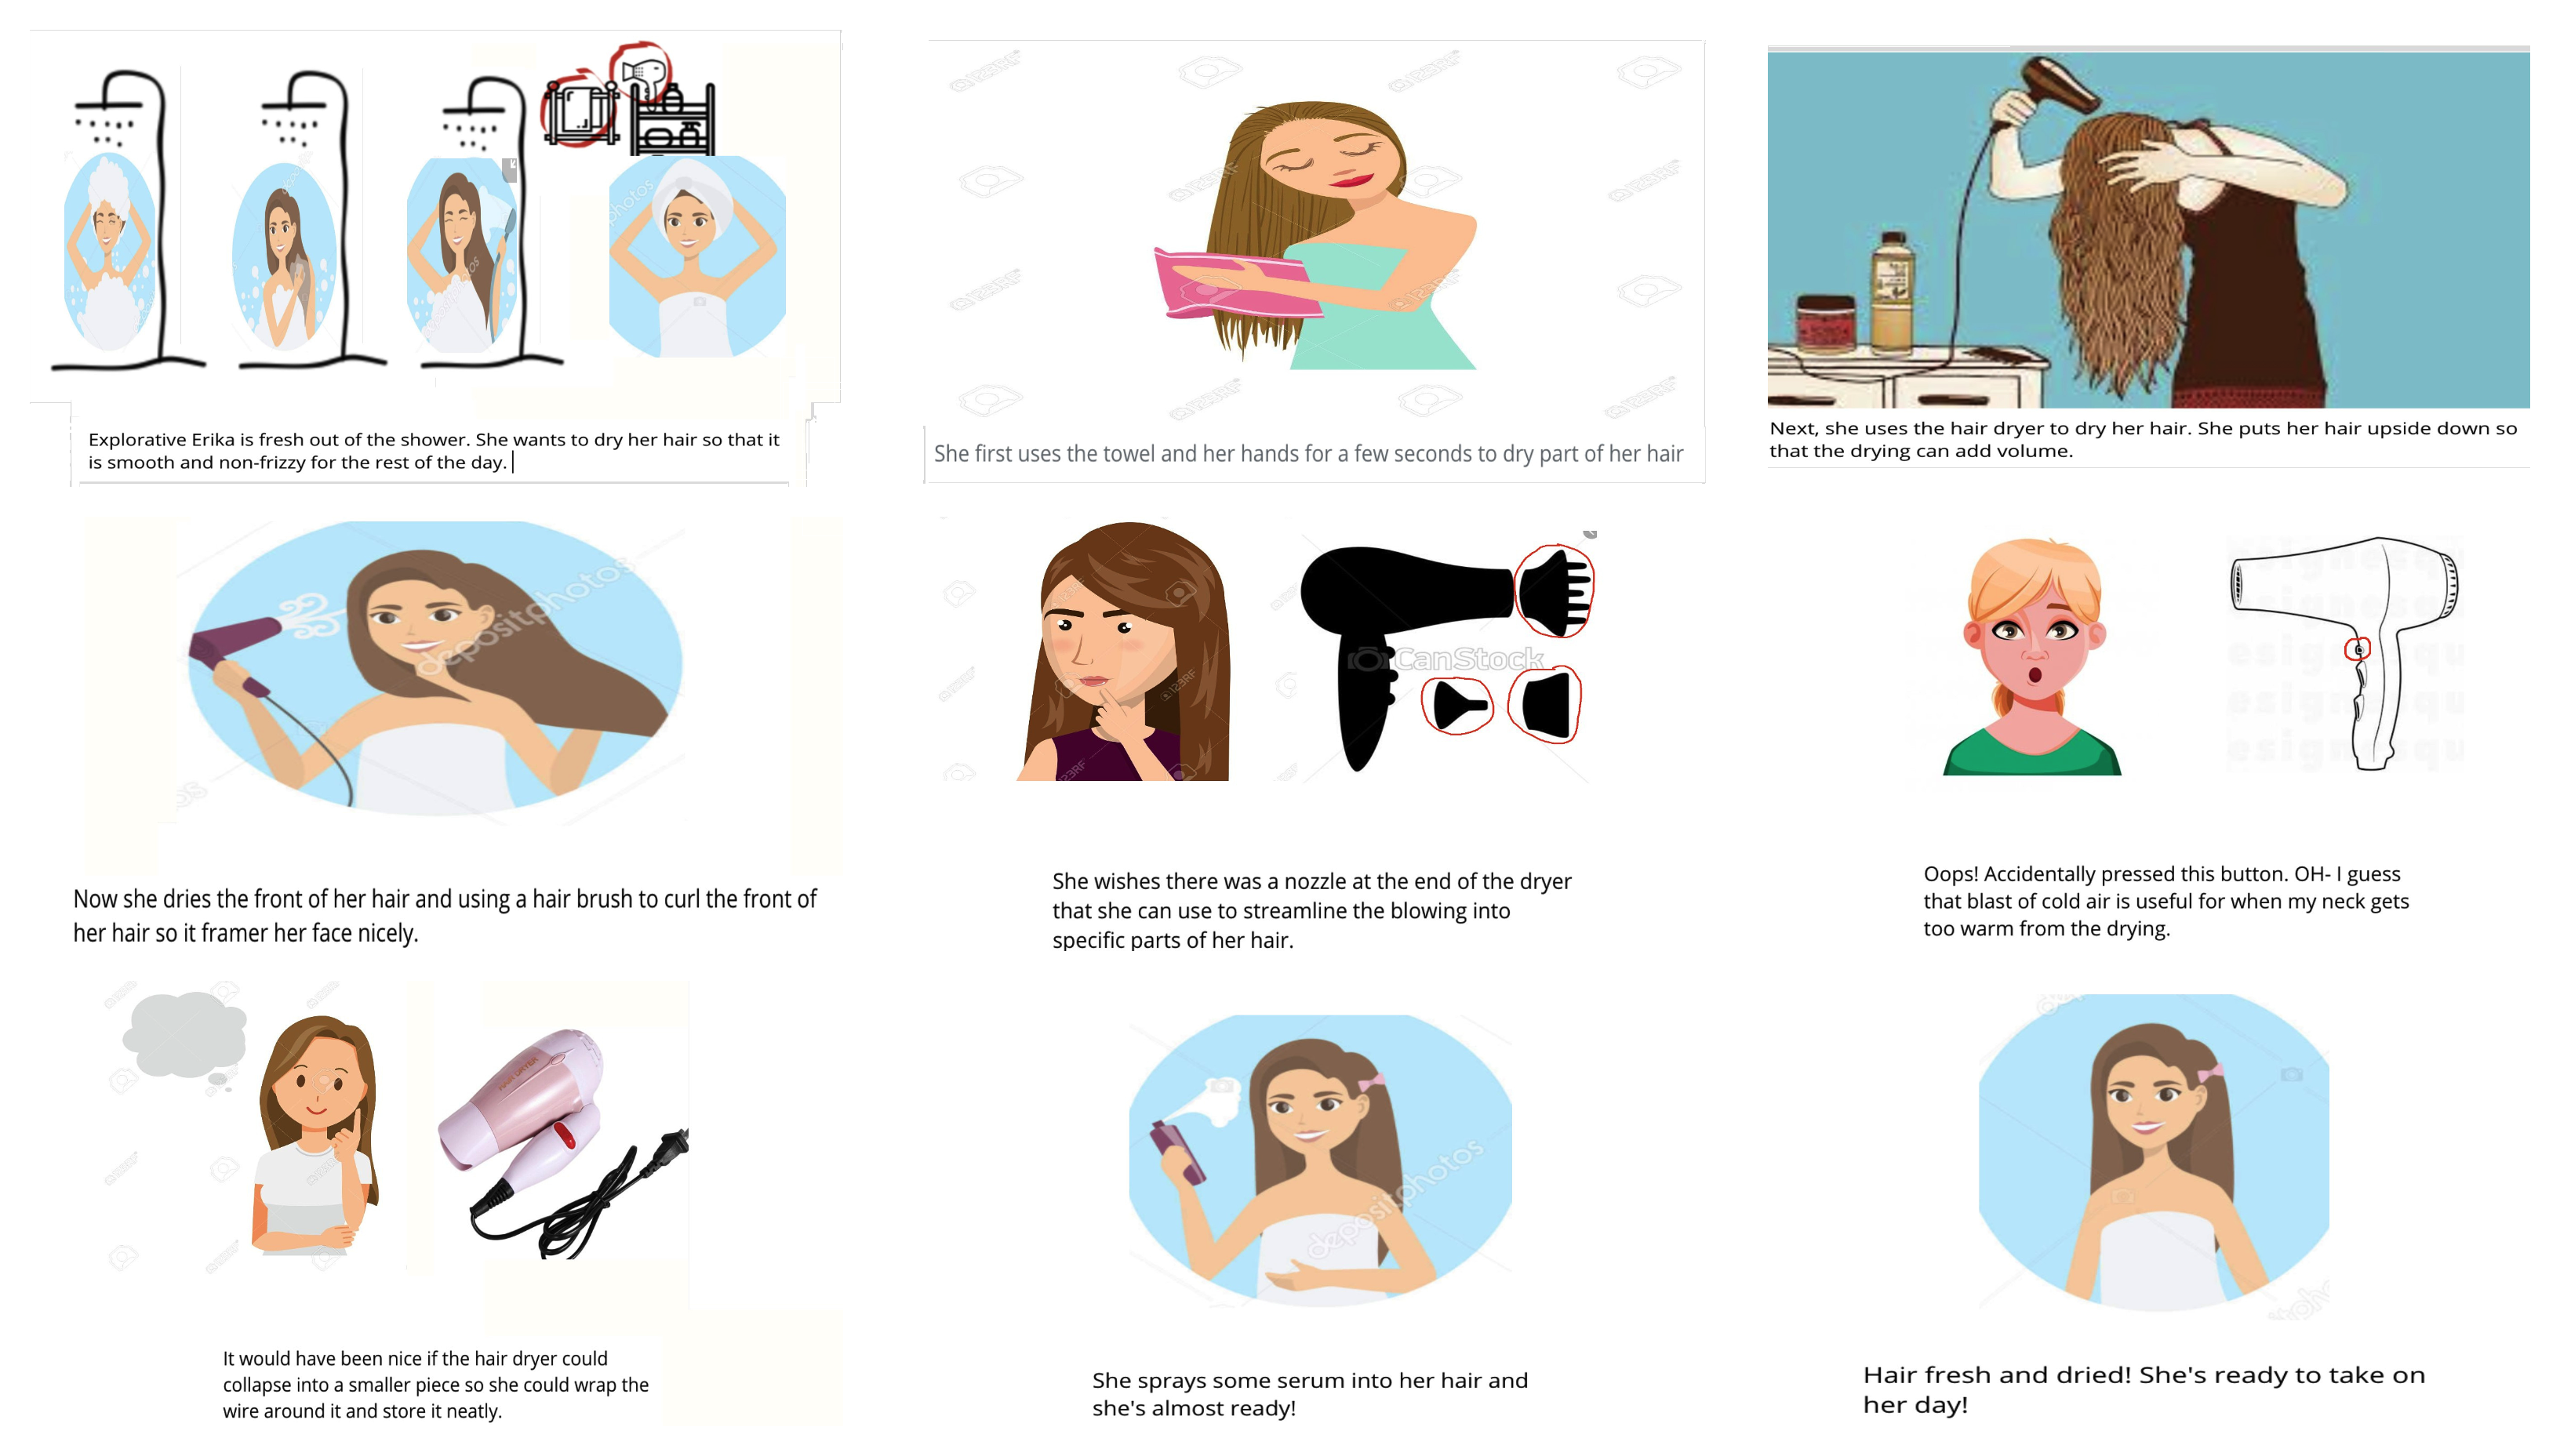 Explorative Erika is fresh out of the shower. She wants to dry her hair so that it
is smooth and non-frizzy for the rest of the day.
She first uses the towel and her hands for a few seconds to dry part of her hair
Next, she uses the hair dryer to dry her hair. She puts her hair upside down so
that the drying can add volume.
depositphotos
Now she dries the front of her hair and using a hair brush to curl the front of
her hair so it framer her face nicely.
CanStock
She wishes there was a nozzle at the end of the dryer
that she can use to streamline the blowing into
specific parts of her hair.
Oops! Accidentally pressed this button. OH- I guess
that blast of cold air is useful for when my neck gets
too warm from the drying.
HAIR DRYER
It would have been nice if the hair dryer could
collapse into a smaller piece so she could wrap the
wire around it and store it neatly.
depositphotos
She sprays some serum into her hair and
she's almost ready!
Hair fresh and dried! She's ready to take on
her day!